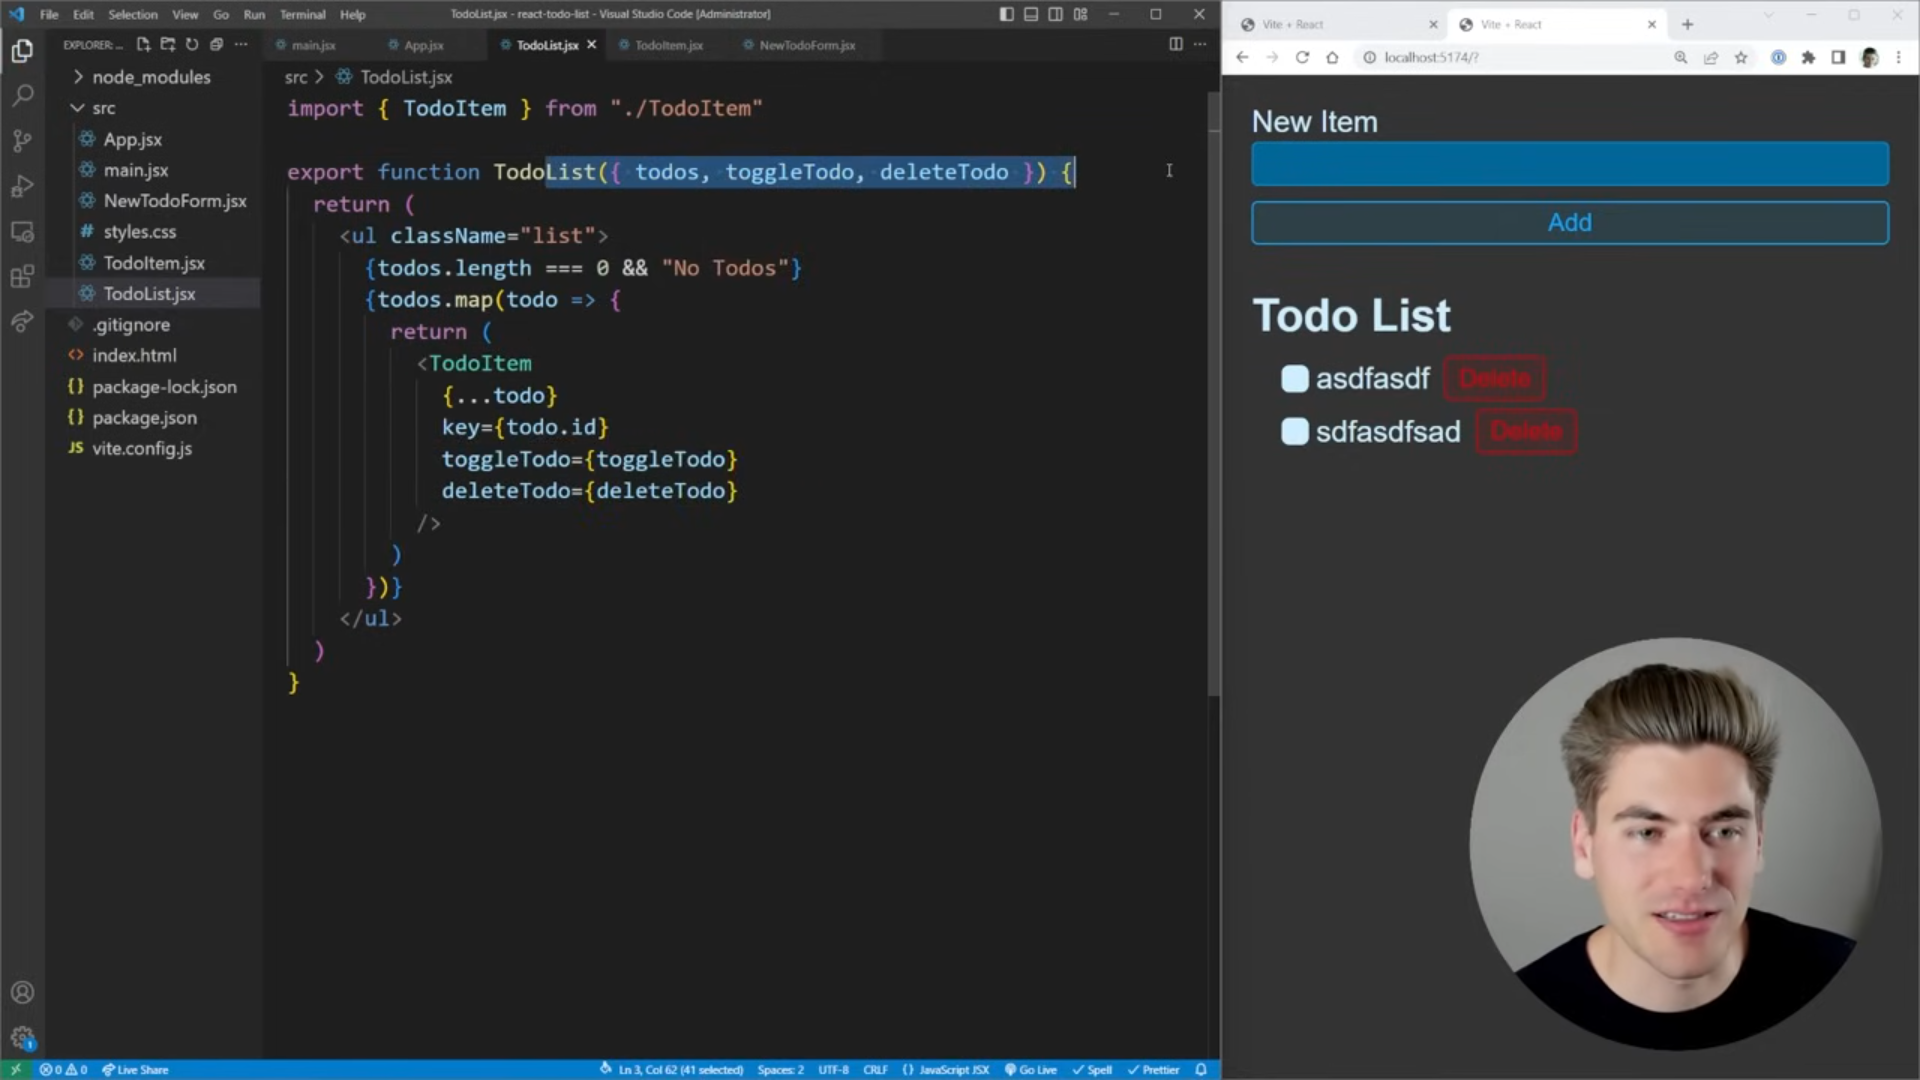 File Edit Selection View Go Run Terminal Help
TodoList.jsx - react-todo-list - Visual Studio Code [Administrator]
EXPLORER: ...
node_modules
src
App.jsx
main.jsx
NewTodoForm.jsx
# styles.css
TodoItem.jsx
TodoList.jsx
.gitignore
<> index.html
{} package-lock.json
{} package.json
JS vite.config.js
main.jsx
App.jsx
TodoList.jsx
TodoItem.jsx
NewTodoForm.jsx
src > TodoList.jsx
import { TodoItem } from "./TodoItem"
export function TodoList({ todos, toggleTodo, deleteTodo }) {
return (
<ul className="list">
{todos.length === 0 && "No Todos"}
{todos.map(todo => {
return (
<TodoItem
{...todo}
key={todo.id}
toggleTodo={toggleTodo}
deleteTodo={deleteTodo}
/>
)
})}
</ul>
)
}
1
0 0 Live Share
Ln 3, Col 62 (41 selected) Spaces: 2 UTF-8 CRLF {} JavaScript JSX Go Live Spell Prettier
Vite + React
Vite + React
localhost:5174/?
New Item
Add
Todo List
asdfasdf Delete
sdfasdfsad Delete